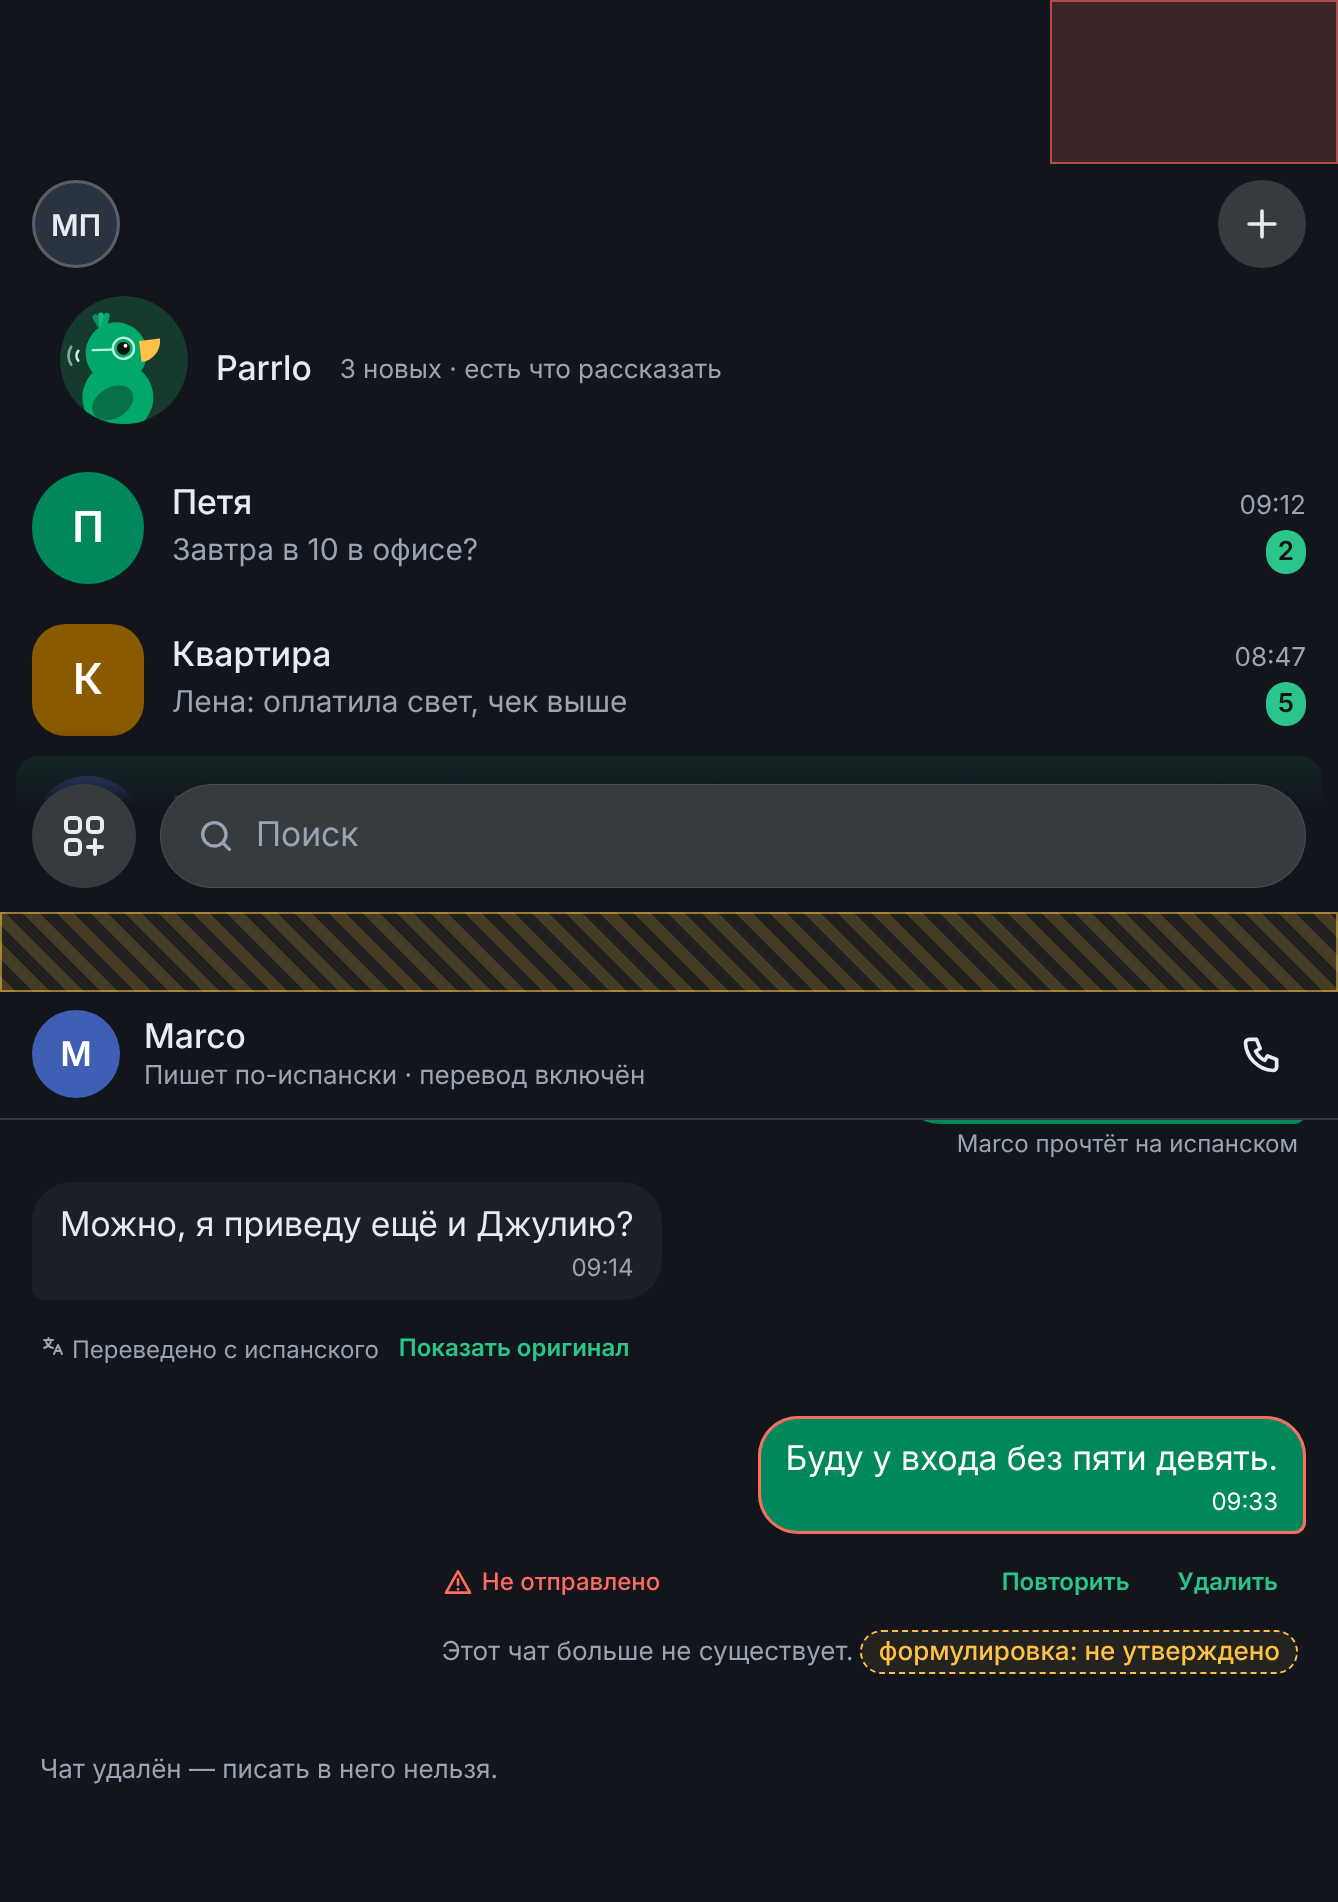 МП
Parrlo 3 новых · есть что рассказать
П
Петя 09:12
Завтра в 10 в офисе? 2
К
Квартира 08:47
Лена: оплатила свет, чек выше 5
Поиск
М
Marco
Пишет по-испански · перевод включён
Marco прочтёт на испанском
Можно, я приведу ещё и Джулию?
09:14
Переведено с испанского Показать оригинал
Буду у входа без пяти девять.
09:33
Не отправлено Повторить Удалить
Этот чат больше не существует. формулировка: не утверждено
Чат удалён — писать в него нельзя.